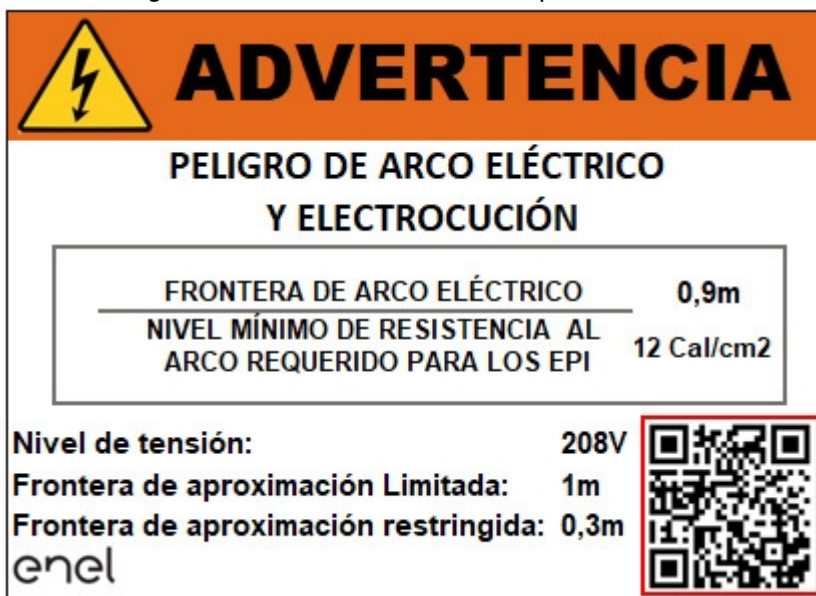 ADVERTENCIA
PELIGRO DE ARCO ELÉCTRICO
Y ELECTROCUCIÓN
FRONTERA DE ARCO ELÉCTRICO 0,9m
NIVEL MÍNIMO DE RESISTENCIA AL
ARCO REQUERIDO PARA LOS EPI 12 Cal/cm2
Nivel de tensión: 208V
Frontera de aproximación Limitada: 1m
Frontera de aproximación restringida: 0,3m
enel